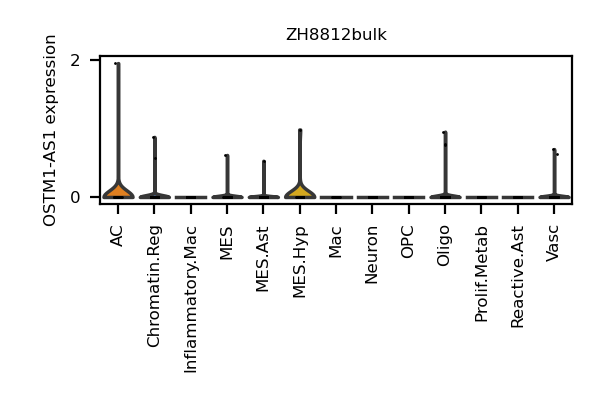 ZH8812bulk
OSTM1-AS1 expression
2
0
AC
Chromatin.Reg
Inflammatory.Mac
MES
MES.Ast
MES.Hyp
Mac
Neuron
OPC
Oligo
Prolif.Metab
Reactive.Ast
Vasc